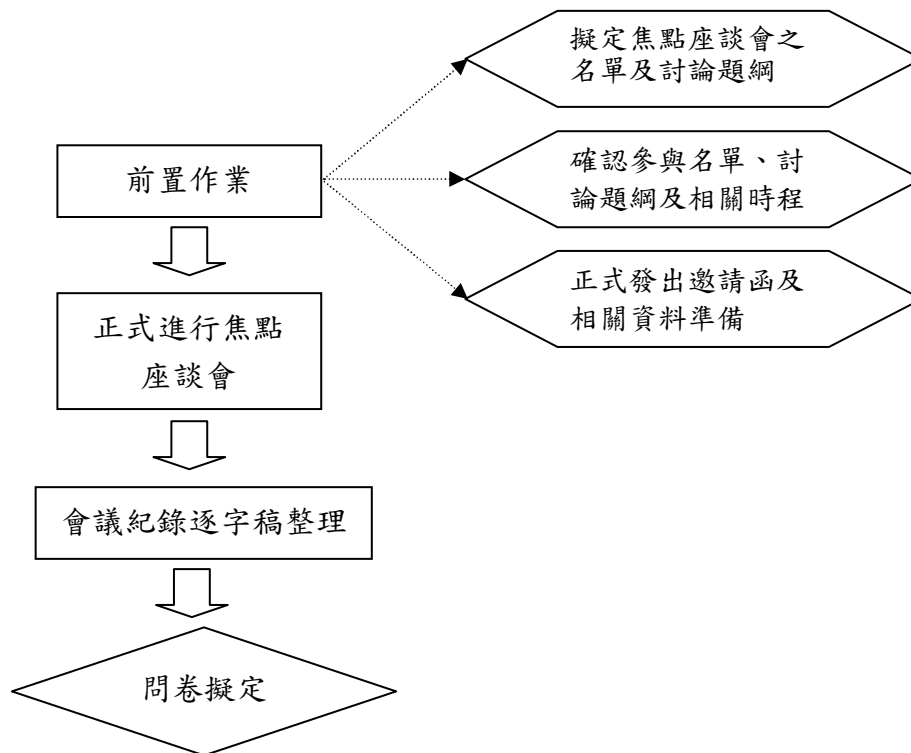 擬定焦點座談會之
名單及討論題綱
前置作業
確認參與名單、討
論題綱及相關時程
正式發出邀請函及
相關資料準備
正式進行焦點
座談會
會議紀錄逐字稿整理
問卷擬定